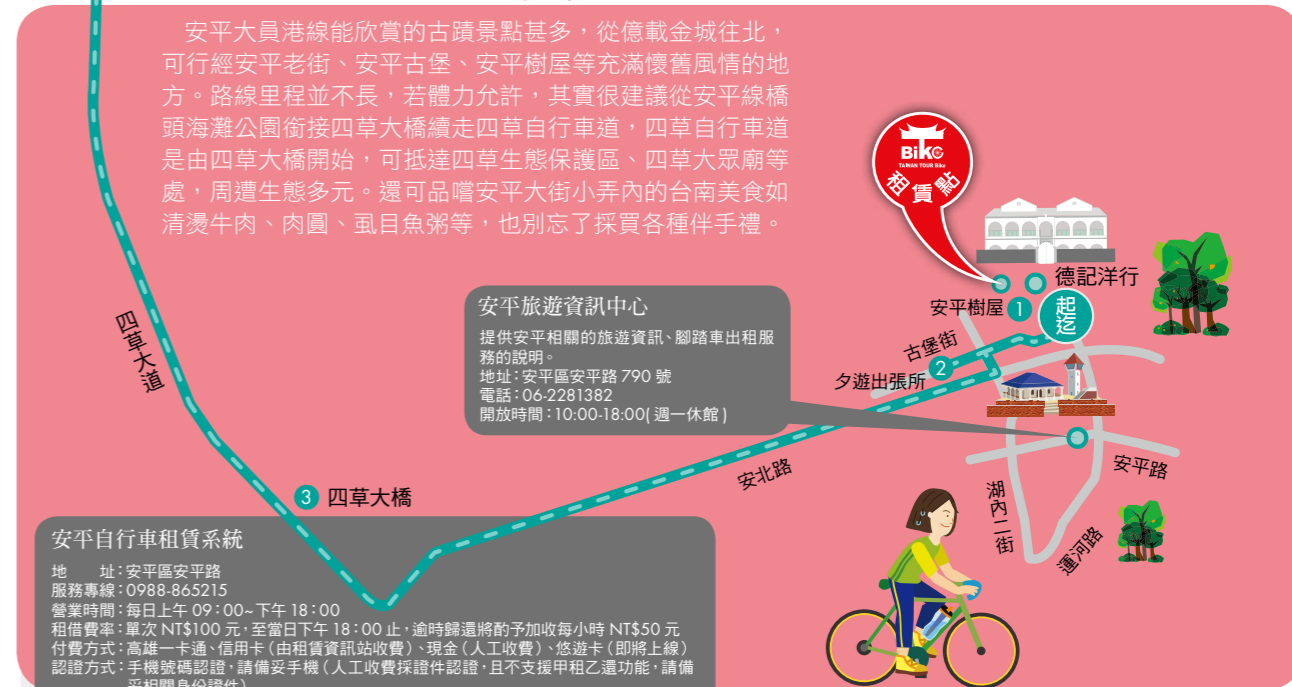 安平大員港線能欣賞的古蹟景點甚多，從億載金城往北，
可行經安平老街、安平古堡、安平樹屋等充滿懷舊風情的地
方。路線里程並不長，若體力允許，其實很建議從安平線橋
頭海灘公園銜接四草大橋續走四草自行車道，四草自行車道
是由四草大橋開始，可抵達四草生態保護區、四草大眾廟等
處，周遭生態多元。還可品嚐安平大街小弄內的台南美食如
清燙牛肉、肉圓、虱目魚粥等，也別忘了採買各種伴手禮。
BiKe
TAINAN TOUR Bike
租賃點
德記洋行
安平樹屋 1
起迄
古堡街
2
夕遊出張所
安平旅遊資訊中心
提供安平相關的旅遊資訊、腳踏車出租服
務的說明。
地址：安平區安平路 790 號
電話：06-2281382
開放時間：10:00-18:00( 週一休館 )
四草大道
安北路
安平路
湖內二街
運河路
3 四草大橋
安平自行車租賃系統
地　　址：安平區安平路
服務專線：0988-865215
營業時間：每日上午 09：00~ 下午 18：00
租借費率：單次 NT$100 元，至當日下午 18：00 止，逾時歸還將酌予加收每小時 NT$50 元
付費方式：高雄一卡通、信用卡（由租賃資訊站收費）、現金（人工收費）、悠遊卡（即將上線）
認證方式：手機號碼認證，請備妥手機（人工收費採證件認證，且不支援甲租乙還功能，請備
妥相關身份證件）